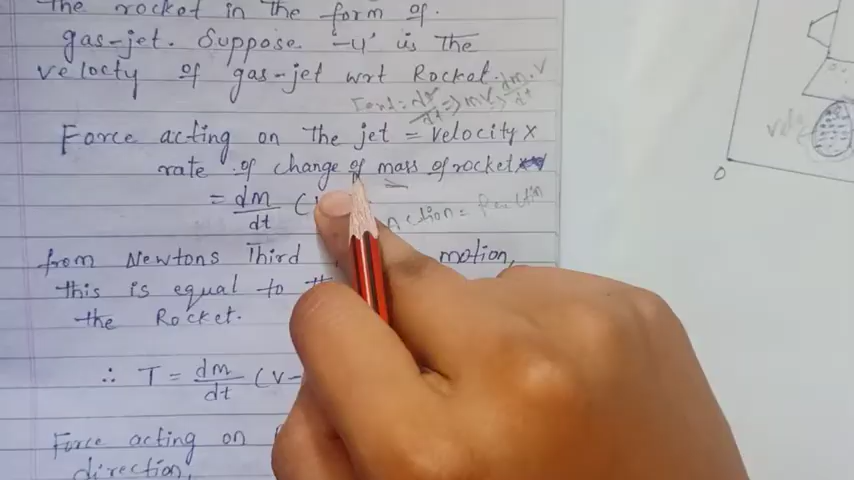 The rocket in the form of
gas-jet. Suppose -u' is the
velocty of gas-jet wrt Rocket.
Force acting on the jet = velocity x
rate of change of mass of rocket
= dm/dt (
Action =
from Newtons Third motion,
this is equal to
the Rocket.
∴ T = dm/dt (v-
Force acting on
direction,
O